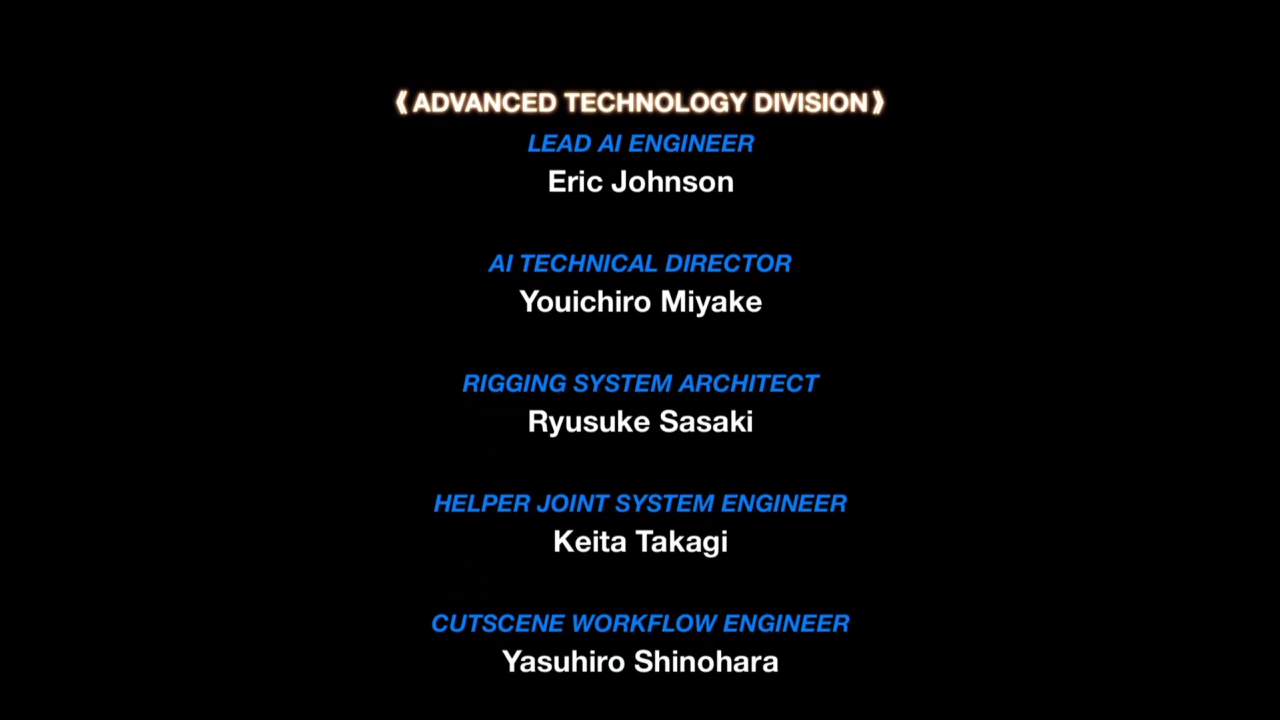 《ADVANCED TECHNOLOGY DIVISION》
LEAD AI ENGINEER
Eric Johnson
AI TECHNICAL DIRECTOR
Youichiro Miyake
RIGGING SYSTEM ARCHITECT
Ryusuke Sasaki
HELPER JOINT SYSTEM ENGINEER
Keita Takagi
CUTSCENE WORKFLOW ENGINEER
Yasuhiro Shinohara